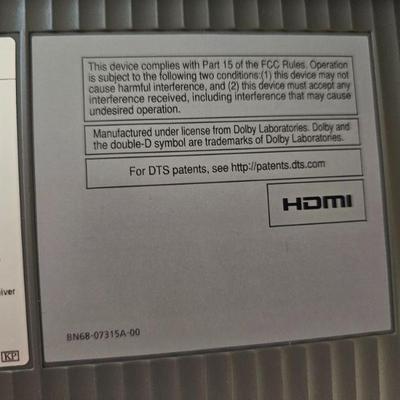 This device complies with Part 15 of the FCC Rules. Operation
is subject to the following two conditions:(1) this device may not
cause harmful interference, and (2) this device must accept any
interference received, including interference that may cause
undesired operation.
Manufactured under license from Dolby Laboratories. Dolby and
the double-D symbol are trademarks of Dolby Laboratories.
For DTS patents, see http://patents.dts.com
HDMI
iver
BN68-07315A-00
KP